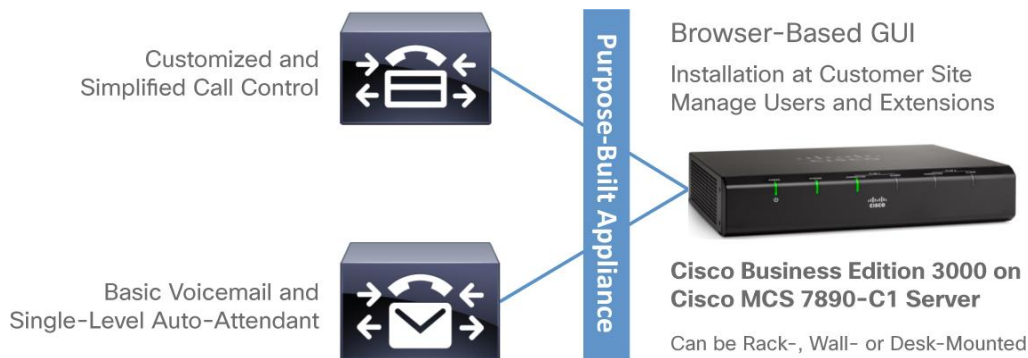 Customized and
Simplified Call Control
Basic Voicemail and
Single-Level Auto-Attendant
Purpose-Built Appliance
Browser-Based GUI
Installation at Customer Site
Manage Users and Extensions
CISCO
Cisco Business Edition 3000 on
Cisco MCS 7890-C1 Server
Can be Rack-, Wall- or Desk-Mounted